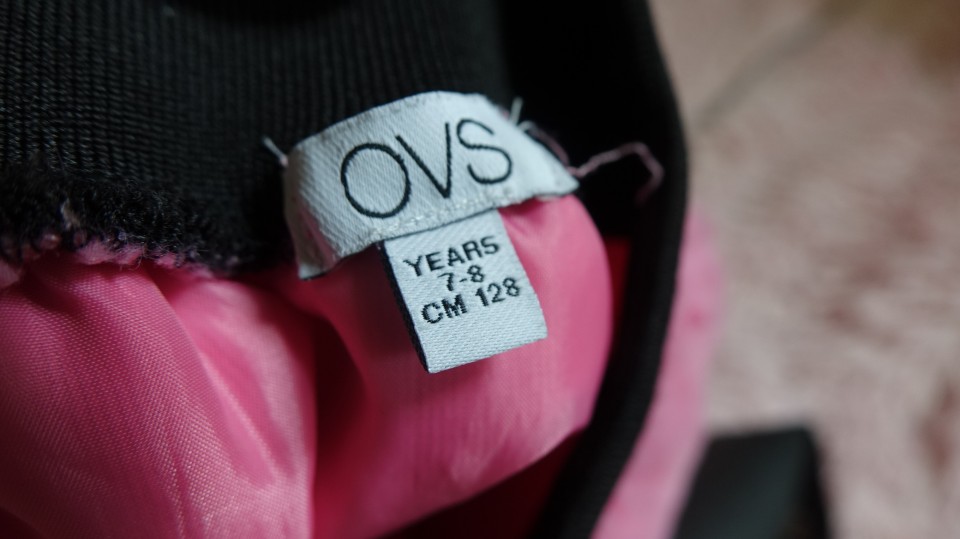 OVS
YEARS
7-8
CM 128